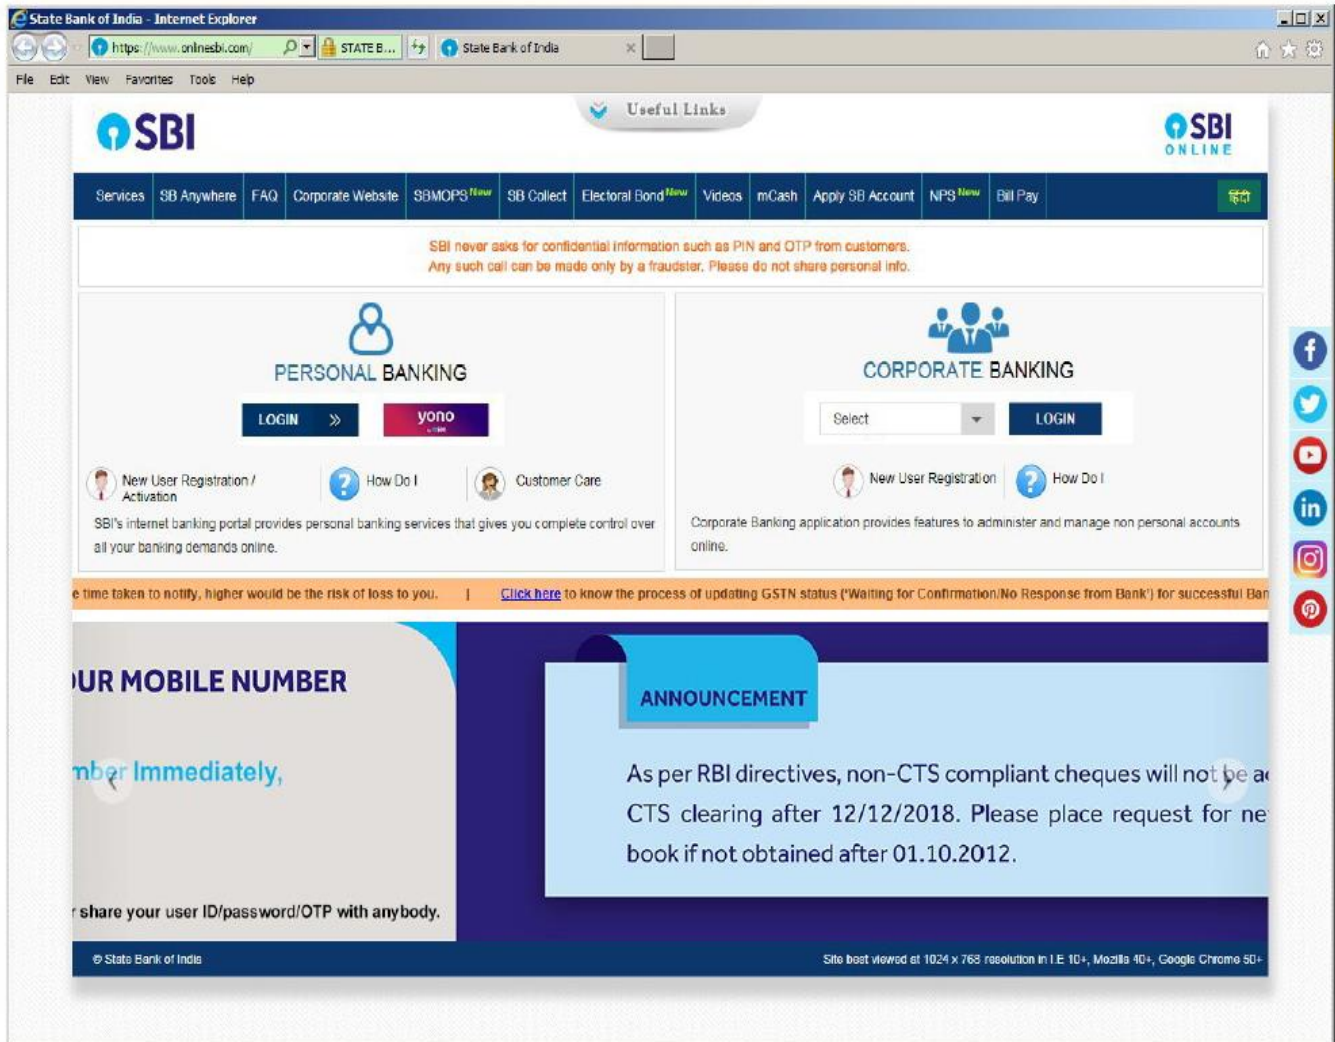 State Bank of India - Internet Explorer
https://www.onlinesbi.com/ STATE B... State Bank of India
File Edit View Favorites Tools Help
Useful Links
SBI
SBI
ONLINE
Services SB Anywhere FAQ Corporate Website SBMOPS New SB Collect Electoral Bond New Videos mCash Apply SB Account NPS New Bill Pay हिंदी
SBI never asks for confidential information such as PIN and OTP from customers.
Any such call can be made only by a fraudster. Please do not share personal info.
PERSONAL BANKING
LOGIN »
yono
New User Registration /
Activation
How Do I
Customer Care
SBI's internet banking portal provides personal banking services that gives you complete control over
all your banking demands online.
CORPORATE BANKING
Select LOGIN
New User Registration How Do I
Corporate Banking application provides features to administer and manage non personal accounts
online.
e time taken to notify, higher would be the risk of loss to you. | Click here to know the process of updating GSTN status ('Waiting for Confirmation/No Response from Bank') for successful Ban
OUR MOBILE NUMBER
mber Immediately,
r share your user ID/password/OTP with anybody.
ANNOUNCEMENT
As per RBI directives, non-CTS compliant cheques will not be ac
CTS clearing after 12/12/2018. Please place request for ne
book if not obtained after 01.10.2012.
© State Bank of India
Site best viewed at 1024 x 768 resolution in I.E 10+, Mozilla 40+, Google Chrome 50+